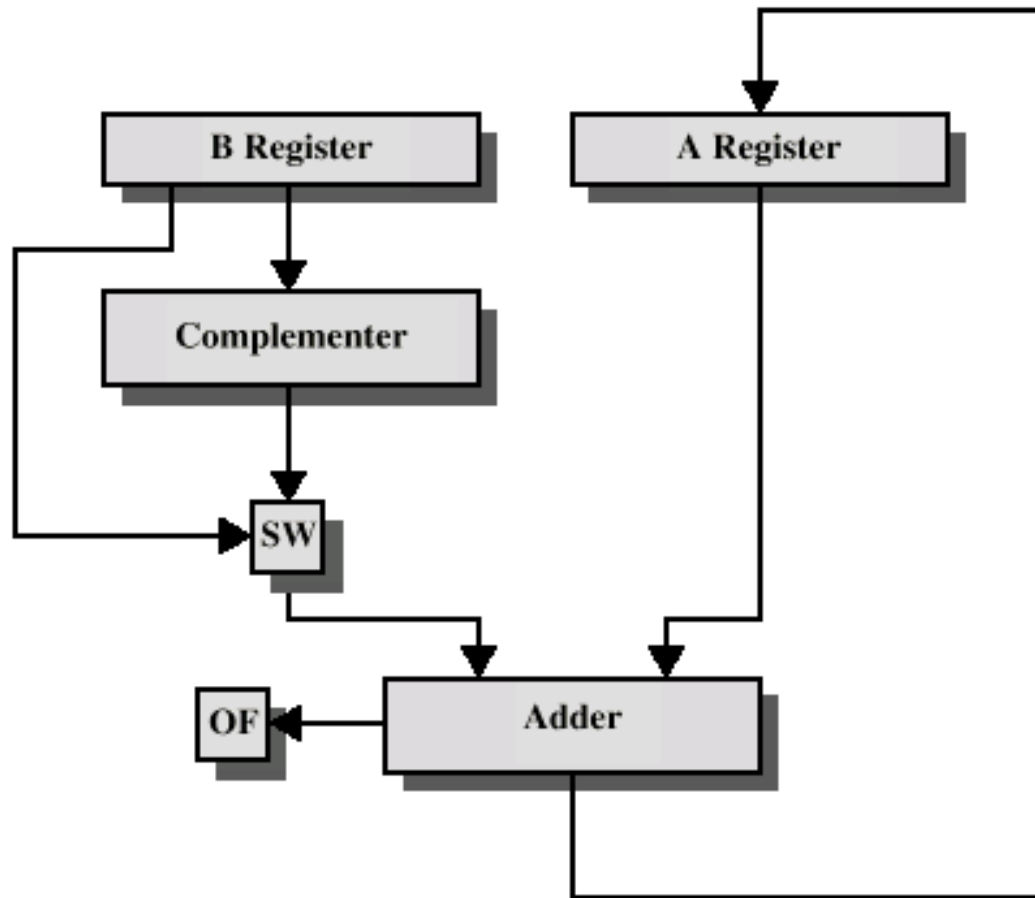 B Register
A Register
Complementer
SW
OF
Adder